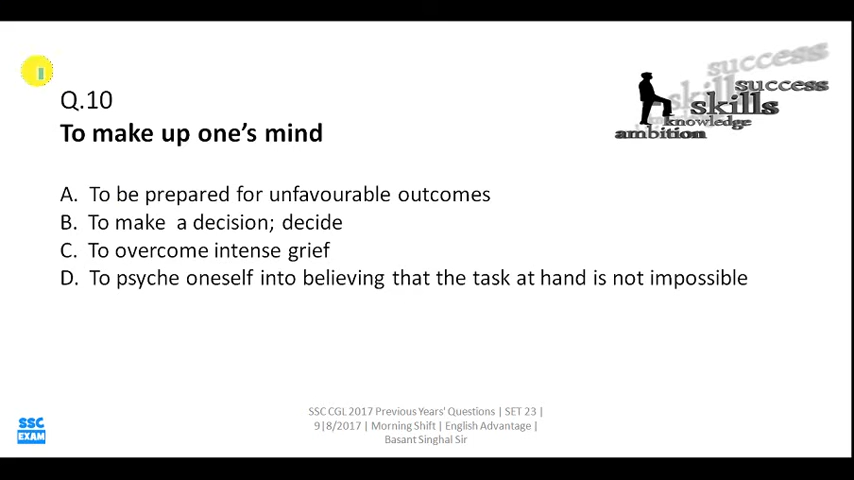 success
success
skills
skills
knowledge
ambition
Q.10
To make up one's mind
A. To be prepared for unfavourable outcomes
B. To make a decision; decide
C. To overcome intense grief
D. To psyche oneself into believing that the task at hand is not impossible
SSC CGL 2017 Previous Years' Questions | SET 23 |
9|8/2017 | Morning Shift | English Advantage |
Basant Singhal Sir
SSC
EXAM